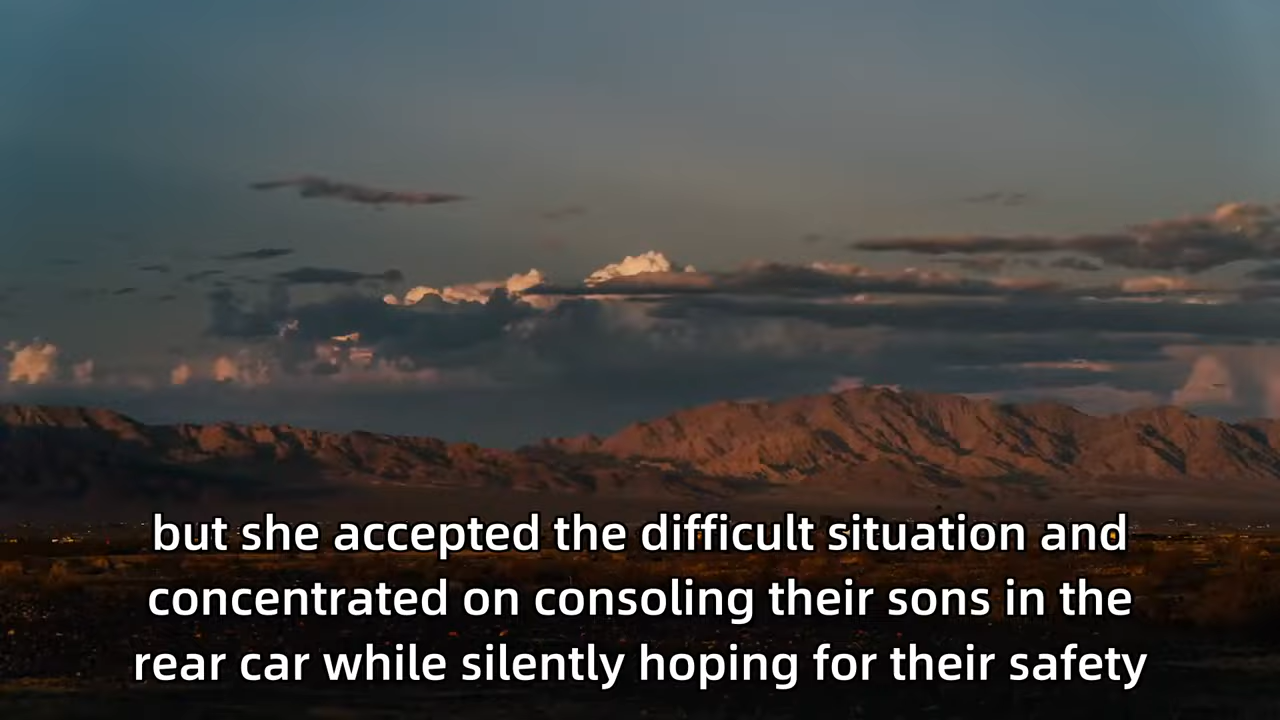 but she accepted the difficult situation and
concentrated on consoling their sons in the
rear car while silently hoping for their safety